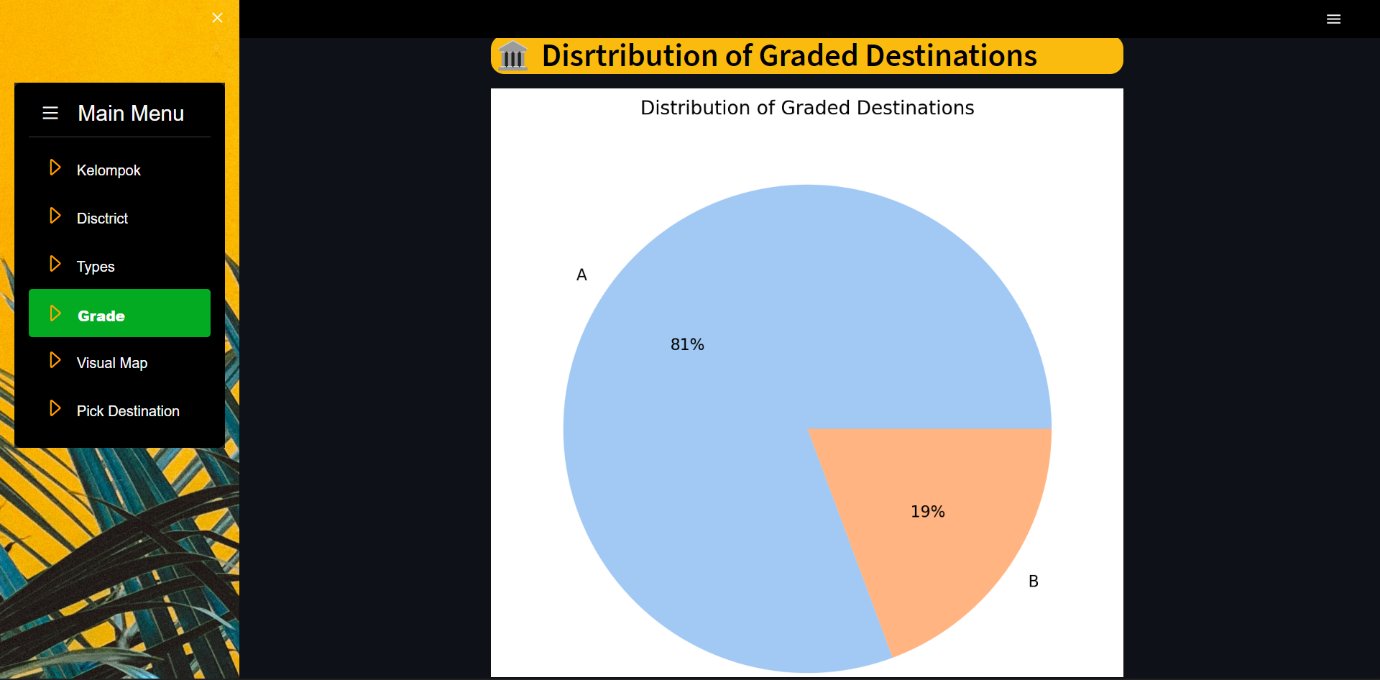 Main Menu
Kelompok
Disctrict
Types
Grade
Visual Map
Pick Destination
Disrtribution of Graded Destinations
Distribution of Graded Destinations
A
81%
19%
B